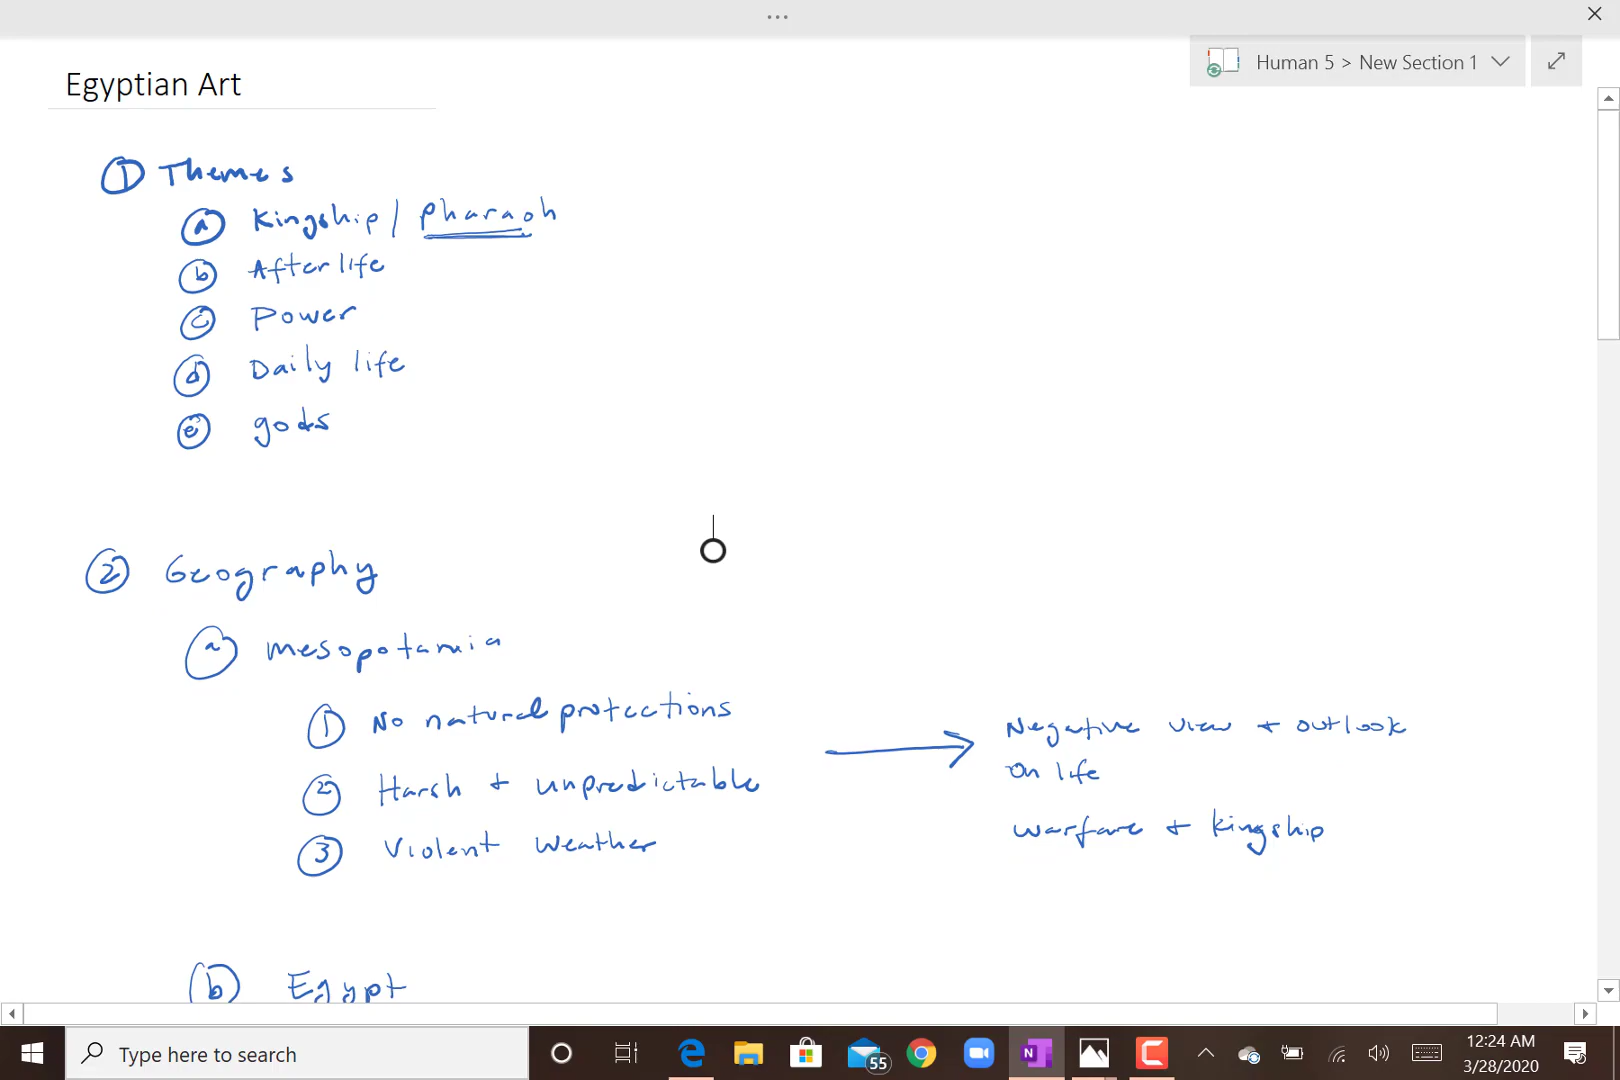 Human 5 > New Section 1
Egyptian Art
① Themes
ⓐ Kingship / Pharaoh
ⓑ Afterlife
ⓒ Power
ⓓ Daily life
ⓔ gods
② Geography
ⓐ Mesopotamia
① No natural protections
② Harsh + unpredictable
③ Violent Weather
Negative view + outlook
On life
warfare + kingship
ⓑ Egypt
Type here to search
55
12:24 AM
3/28/2020